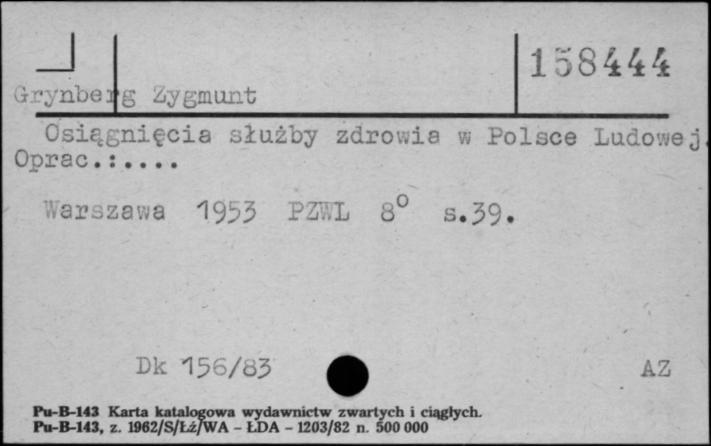 158444
Grynberg Zygmunt
Osiągnięcia służby zdrowia w Polsce Ludowej.
Oprac.:....
Warszawa 1953 PZWL 8° s.39.
Dk 156/83 AZ
Pu-B-143 Karta katalogowa wydawnictw zwartych i ciągłych.
Pu-B-143, z. 1962/S/Łź/WA - ŁDA - 1203/82 n. 500 000